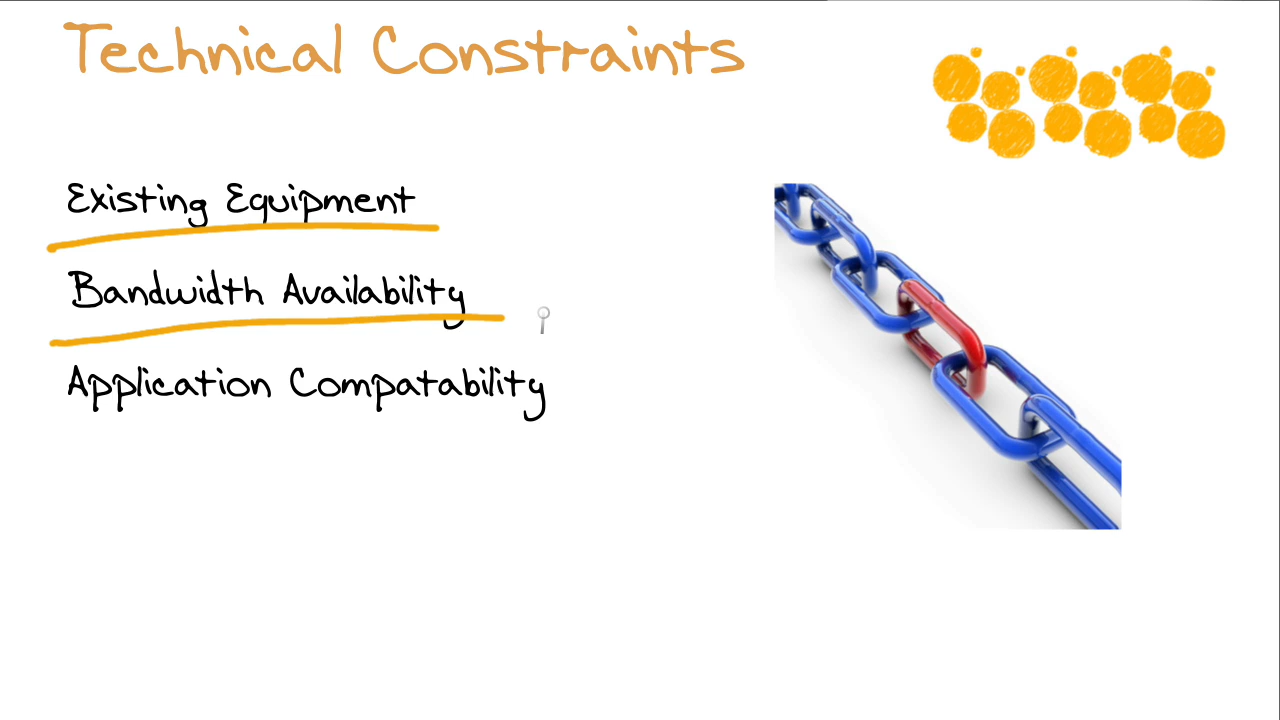 Technical Constraints
Existing Equipment
Bandwidth Availability
Application Compatability